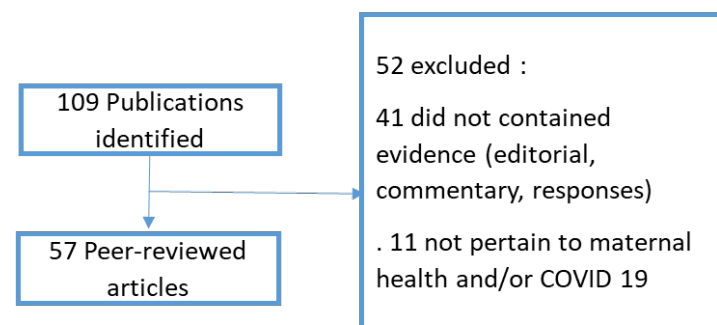 109 Publications
identified
52 excluded :
41 did not contained
evidence (editorial,
commentary, responses)
. 11 not pertain to maternal
health and/or COVID 19
57 Peer-reviewed
articles